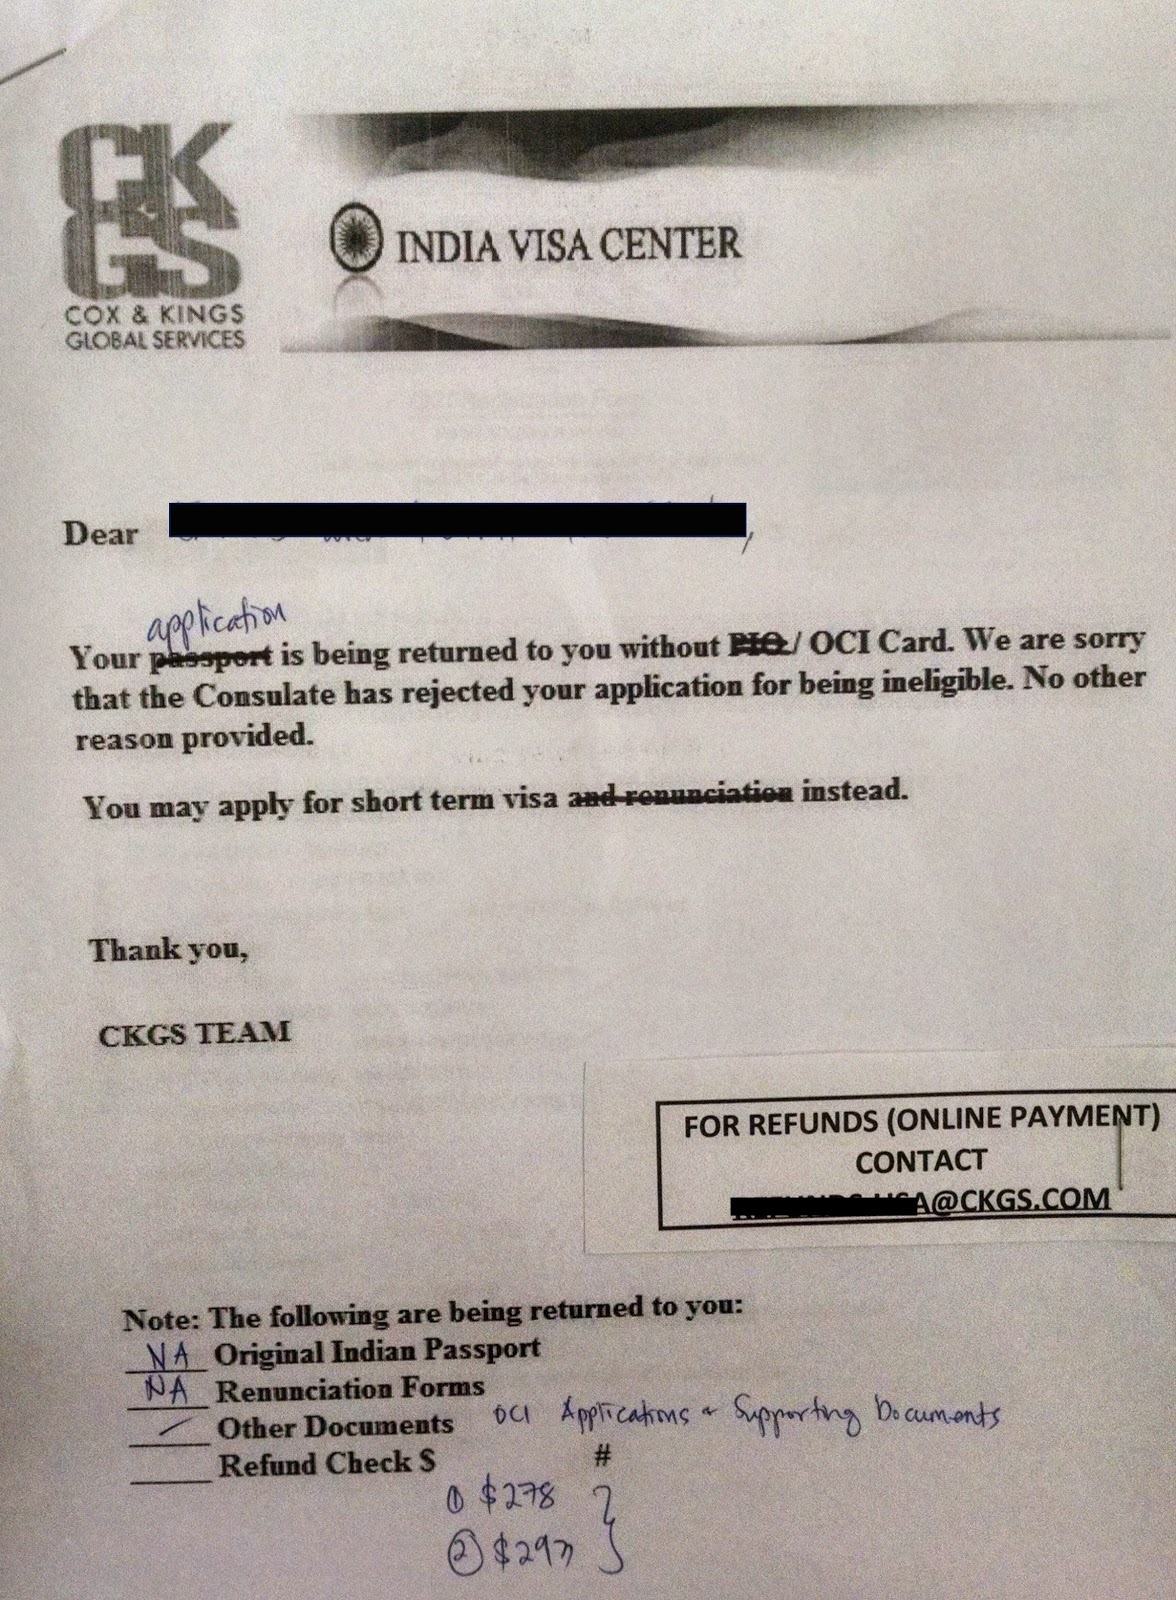 CK
GS
COX & KINGS
GLOBAL SERVICES
INDIA VISA CENTER
Dear
application
Your passport is being returned to you without PIO / OCI Card. We are sorry
that the Consulate has rejected your application for being ineligible. No other
reason provided.
You may apply for short term visa and renunciation instead.
Thank you,
CKGS TEAM
FOR REFUNDS (ONLINE PAYMENT)
CONTACT
A@CKGS.COM
Note: The following are being returned to you:
NA Original Indian Passport
NA Renunciation Forms
Other Documents OCI Applications & Supporting Documents
Refund Check $ #
① $278
② $297